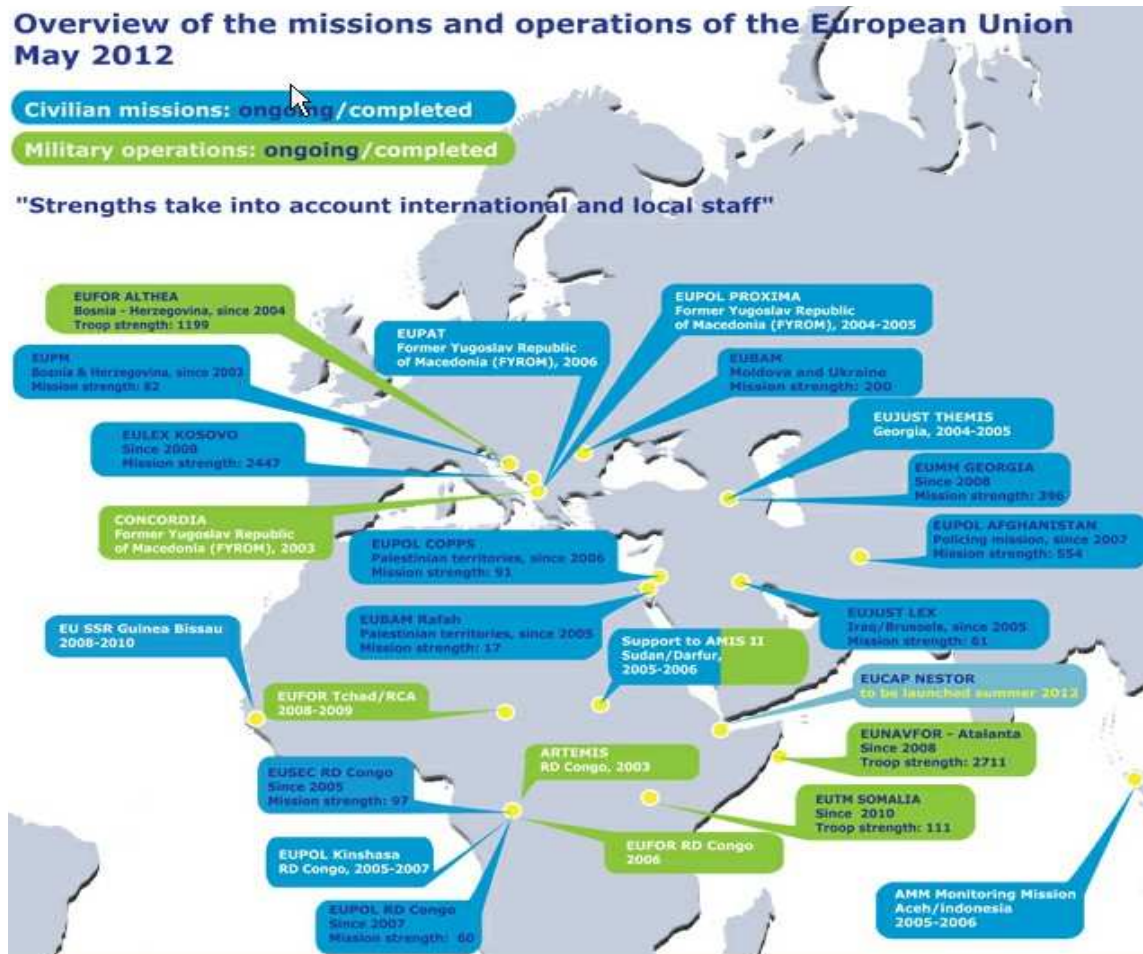 Overview of the missions and operations of the European Union
May 2012
Civilian missions: ongoing/completed
Military operations: ongoing/completed
"Strengths take into account international and local staff"
EUFOR ALTHEA
Bosnia - Herzegovina, since 2004
Troop strength: 1199
EUPM
Bosnia & Herzegovina, since 2003
Mission strength: 82
EULEX KOSOVO
Since 2008
Mission strength: 2447
CONCORDIA
Former Yugoslav Republic
of Macedonia (FYROM), 2003
EUPAT
Former Yugoslav Republic
of Macedonia (FYROM), 2006
EUPOL PROXIMA
Former Yugoslav Republic
of Macedonia (FYROM), 2004-2005
EUBAM
Moldova and Ukraine
Mission strength: 200
EUJUST THEMIS
Georgia, 2004-2005
EUMM GEORGIA
Since 2008
Mission strength: 396
EUPOL AFGHANISTAN
Policing mission, since 2007
Mission strength: 554
EUPOL COPPS
Palestinian territories, since 2006
Mission strength: 91
EUBAM Rafah
Palestinian territories, since 2005
Mission strength: 17
EUJUST LEX
Iraq/Brussels, since 2005
Mission strength: 61
EU SSR Guinea Bissau
2008-2010
Support to AMIS II
Sudan/Darfur,
2005-2006
EUCAP NESTOR
to be launched summer 2012
EUFOR Tchad/RCA
2008-2009
EUNAVFOR - Atalanta
Since 2008
Troop strength: 2711
ARTEMIS
RD Congo, 2003
EUSEC RD Congo
Since 2005
Mission strength: 97
EUTM SOMALIA
Since 2010
Troop strength: 111
EUFOR RD Congo
2006
EUPOL Kinshasa
RD Congo, 2005-2007
EUPOL RD Congo
Since 2007
Mission strength: 60
AMM Monitoring Mission
Aceh/indonesia
2005-2006